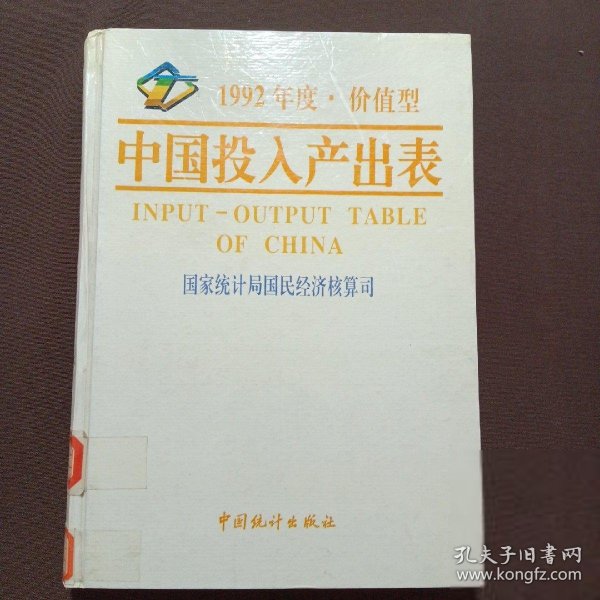 1992年度·价值型
中国投入产出表
INPUT-OUTPUT TABLE
OF CHINA
国家统计局国民经济核算司
中国统计出版社
孔夫子旧书网
www.kongfz.com